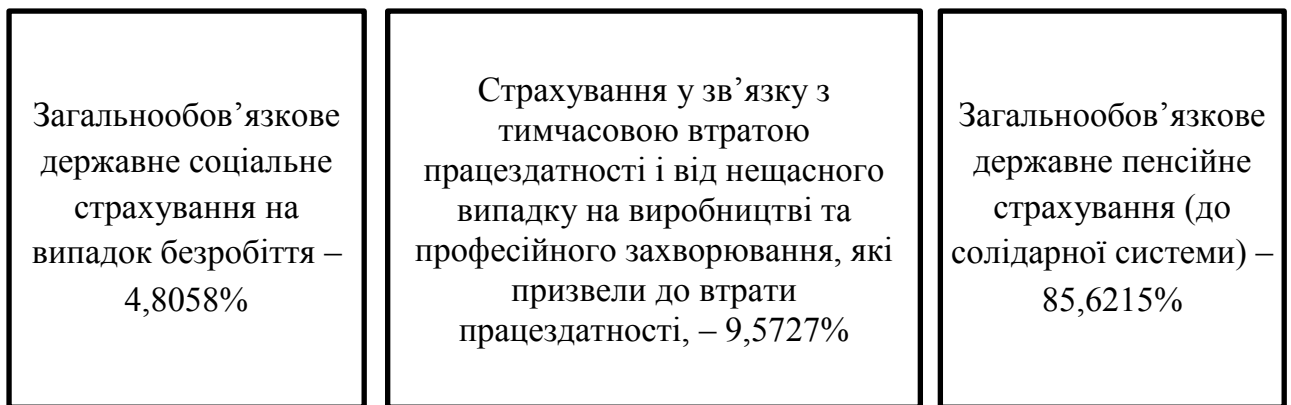 Загальнообов’язкове
державне соціальне
страхування на
випадок безробіття –
4,8058%
Страхування у зв’язку з
тимчасовою втратою
працездатності і від нещасного
випадку на виробництві та
професійного захворювання, які
призвели до втрати
працездатності, – 9,5727%
Загальнообов’язкове
державне пенсійне
страхування (до
солідарної системи) –
85,6215%